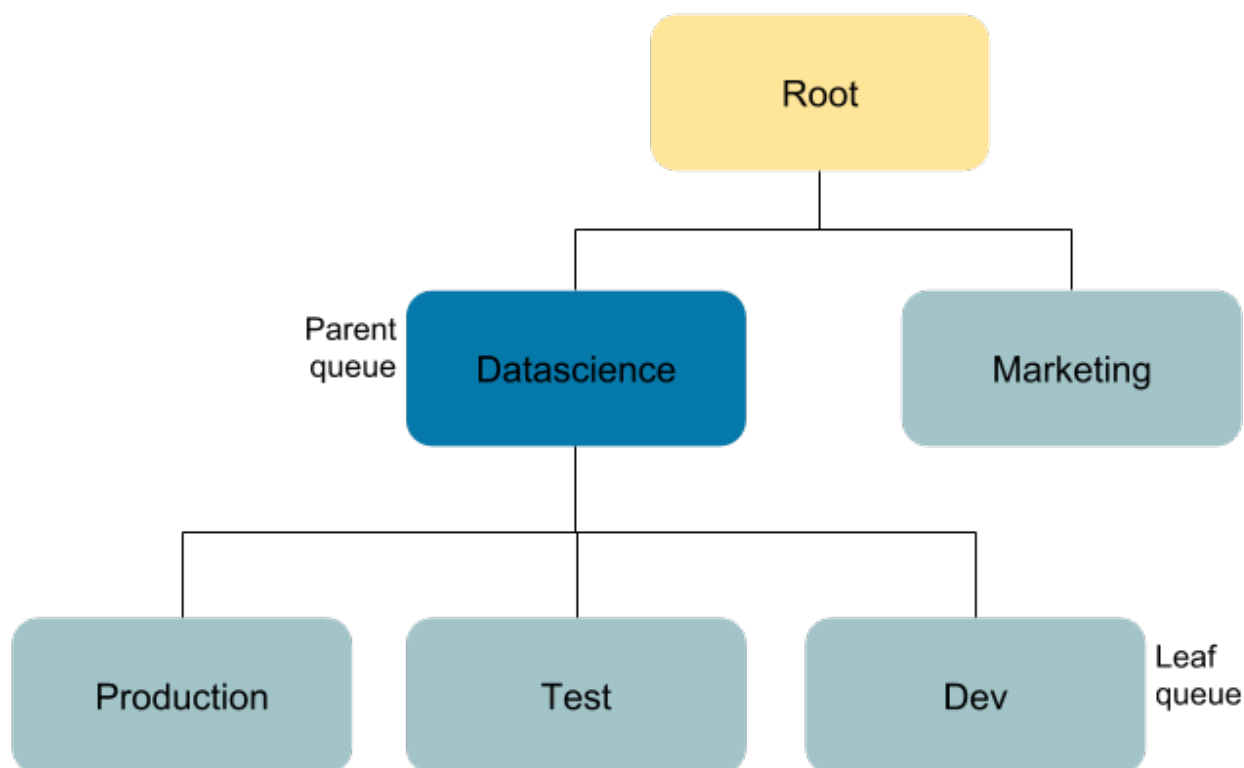 Root
Parent
queue
Datascience
Marketing
Production
Test
Dev
Leaf
queue